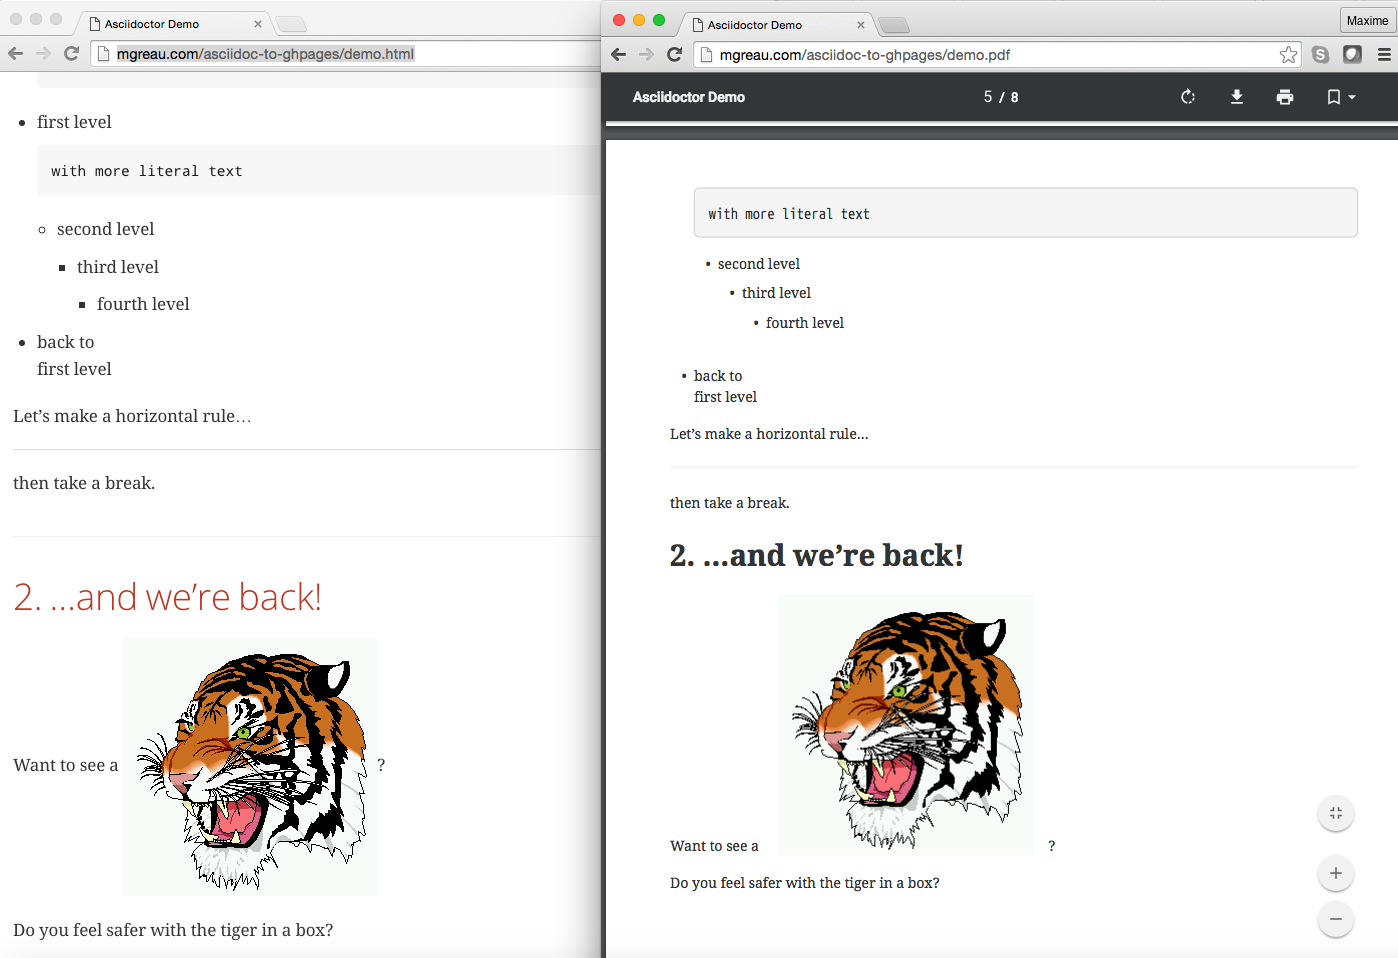 Asciidoctor Demo
mgreau.com/asciidoc-to-ghpages/demo.html
first level
with more literal text
second level
third level
fourth level
back to
first level
Let’s make a horizontal rule…
then take a break.
2. …and we’re back!
Want to see a ?
Do you feel safer with the tiger in a box?
Asciidoctor Demo
Maxime
mgreau.com/asciidoc-to-ghpages/demo.pdf
Asciidoctor Demo 5 / 8
with more literal text
second level
third level
fourth level
back to
first level
Let’s make a horizontal rule…
then take a break.
2. …and we’re back!
Want to see a ?
Do you feel safer with the tiger in a box?